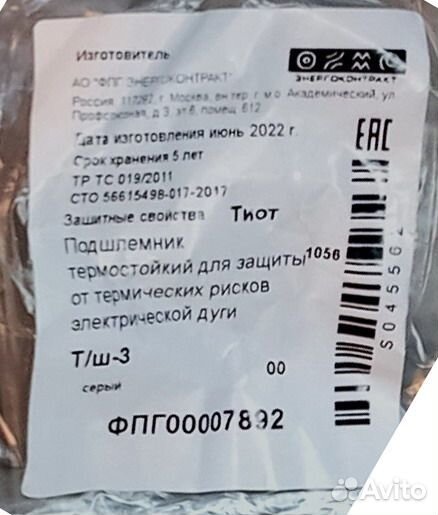 Изготовитель
ЭНЕРГОКОНТРАКТ
АО "ФПГ ЭНЕРГОКОНТРАКТ"
Россия, 117292, г. Москва, вн.тер. г. м.о. Академический, ул.
Профсоюзная, д.3, эт.6, помещ. 612
Дата изготовления июнь 2022 г.
EAC
Срок хранения 5 лет
ТР ТС 019/2011
СТО 56615498-017-2017
Защитные свойства Тнот
Подшлемник
термостойкий для защиты 1056
от термических рисков
электрической дуги
Т/ш-3
серый 00
ФПГ00007892
Avito